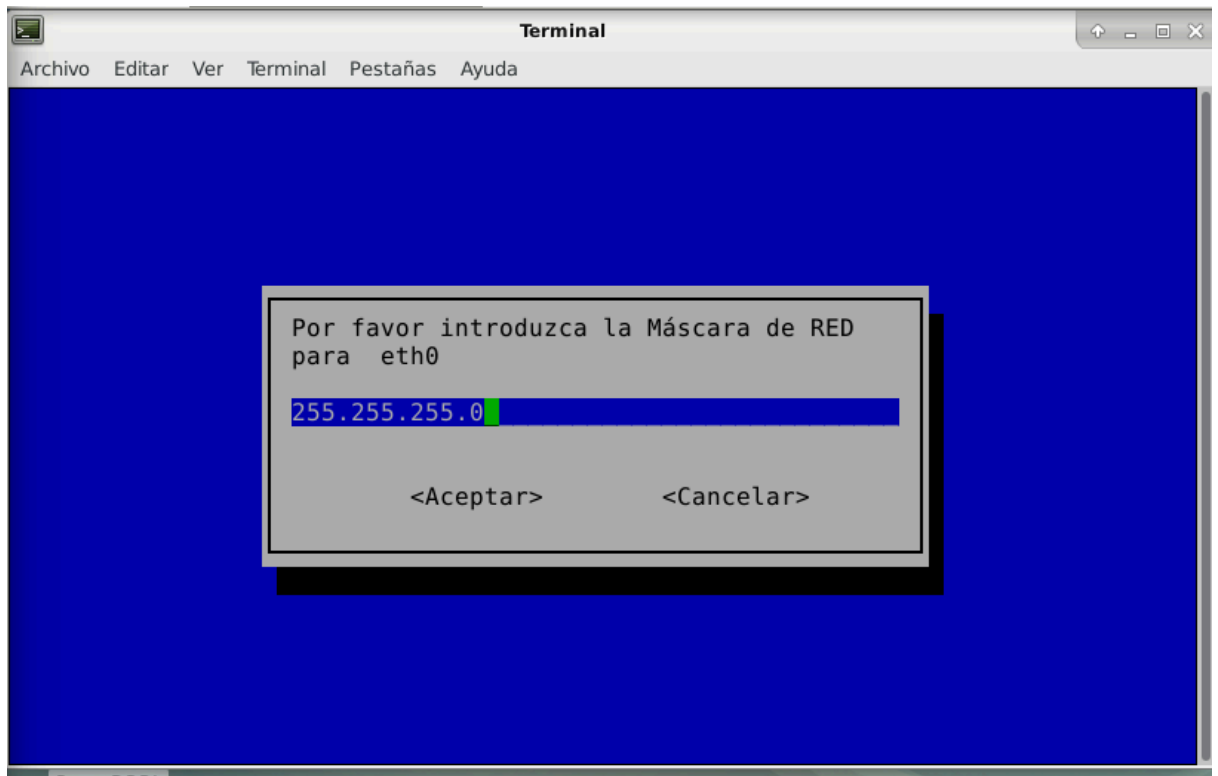 Terminal
Archivo Editar Ver Terminal Pestañas Ayuda
Por favor introduzca la Máscara de RED
para eth0
255.255.255.0
<Aceptar> <Cancelar>